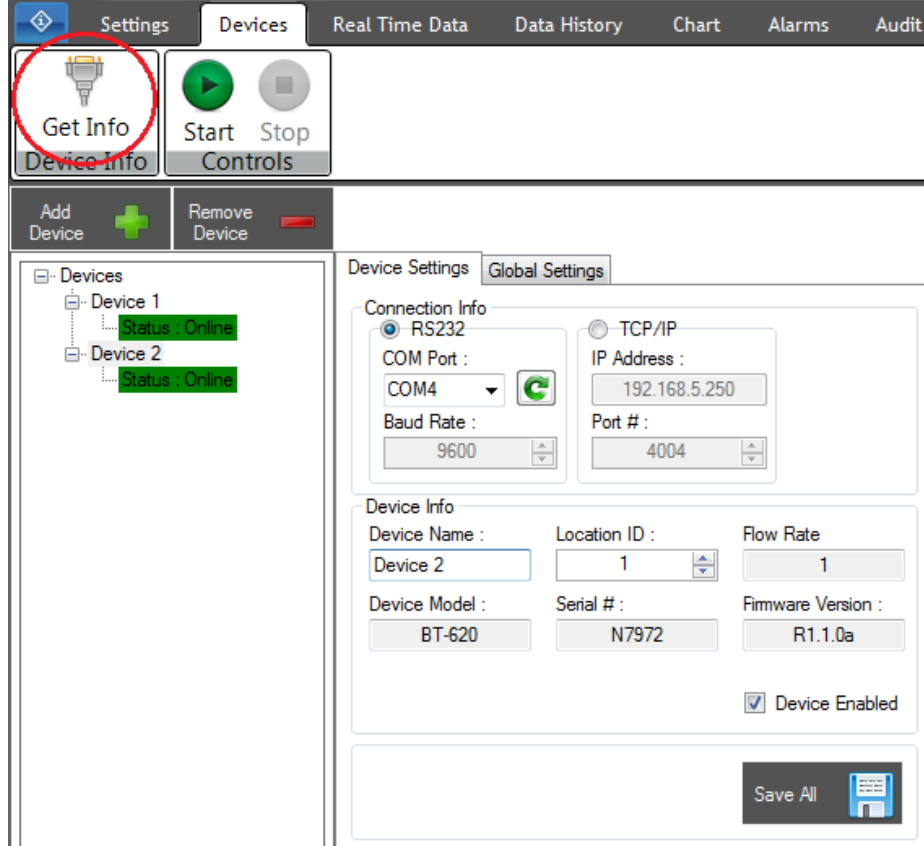 Settings Devices Real Time Data Data History Chart Alarms Audit
Get Info
Device Info
Start Stop
Controls
Add Device
Remove Device
Devices
Device 1
Status : Online
Device 2
Status : Online
Device Settings Global Settings
Connection Info
RS232
COM Port :
COM4
Baud Rate :
9600
TCP/IP
IP Address :
192.168.5.250
Port # :
4004
Device Info
Device Name : Location ID : Flow Rate
Device 2 1 1
Device Model : Serial # : Firmware Version :
BT-620 N7972 R1.1.0a
Device Enabled
Save All